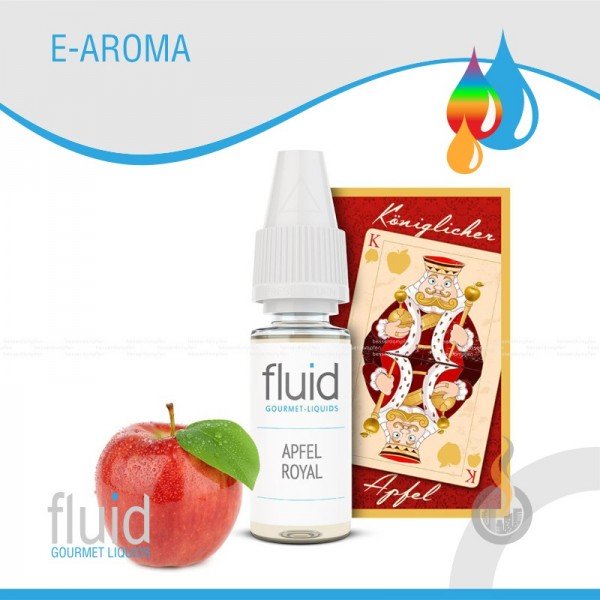 E-AROMA
Königlicher
K
fluid
GOURMET-LIQUIDS
APFEL
ROYAL
K
Apfel
fluid
GOURMET LIQUIDS